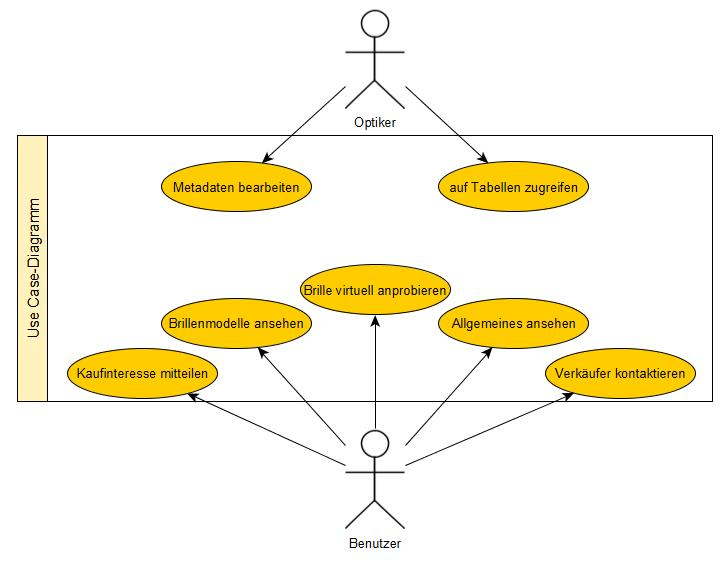 Optiker
Use Case-Diagramm
Metadaten bearbeiten
auf Tabellen zugreifen
Brille virtuell anprobieren
Brillenmodelle ansehen
Allgemeines ansehen
Kaufinteresse mitteilen
Verkäufer kontaktieren
Benutzer